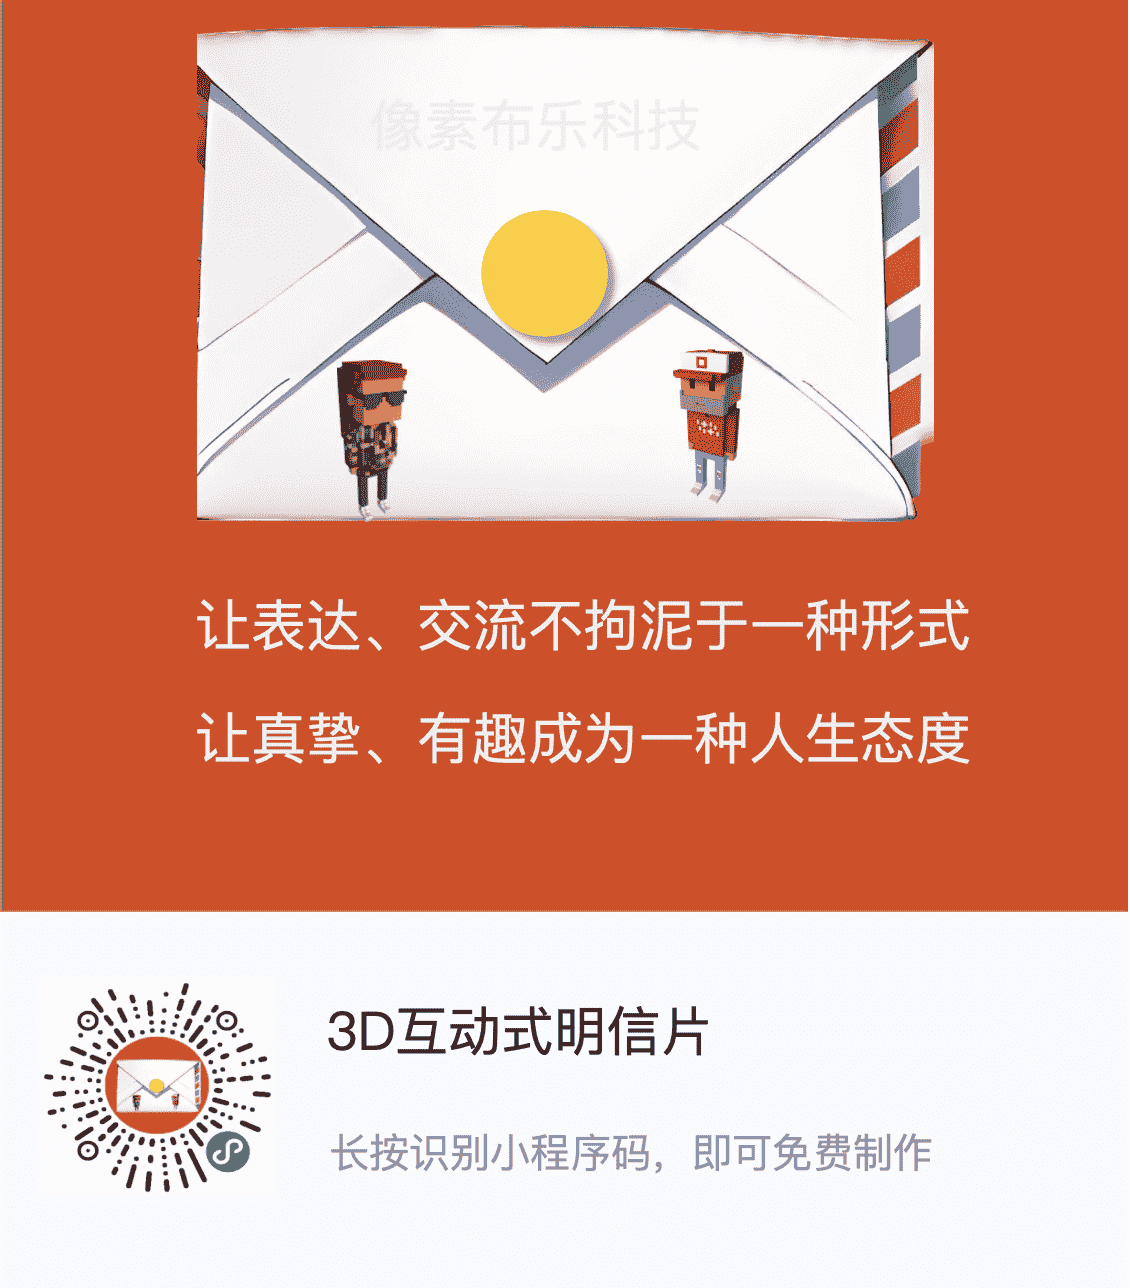 像素布乐科技
让表达、交流不拘泥于一种形式
让真挚、有趣成为一种人生态度
3D互动式明信片
长按识别小程序码，即可免费制作